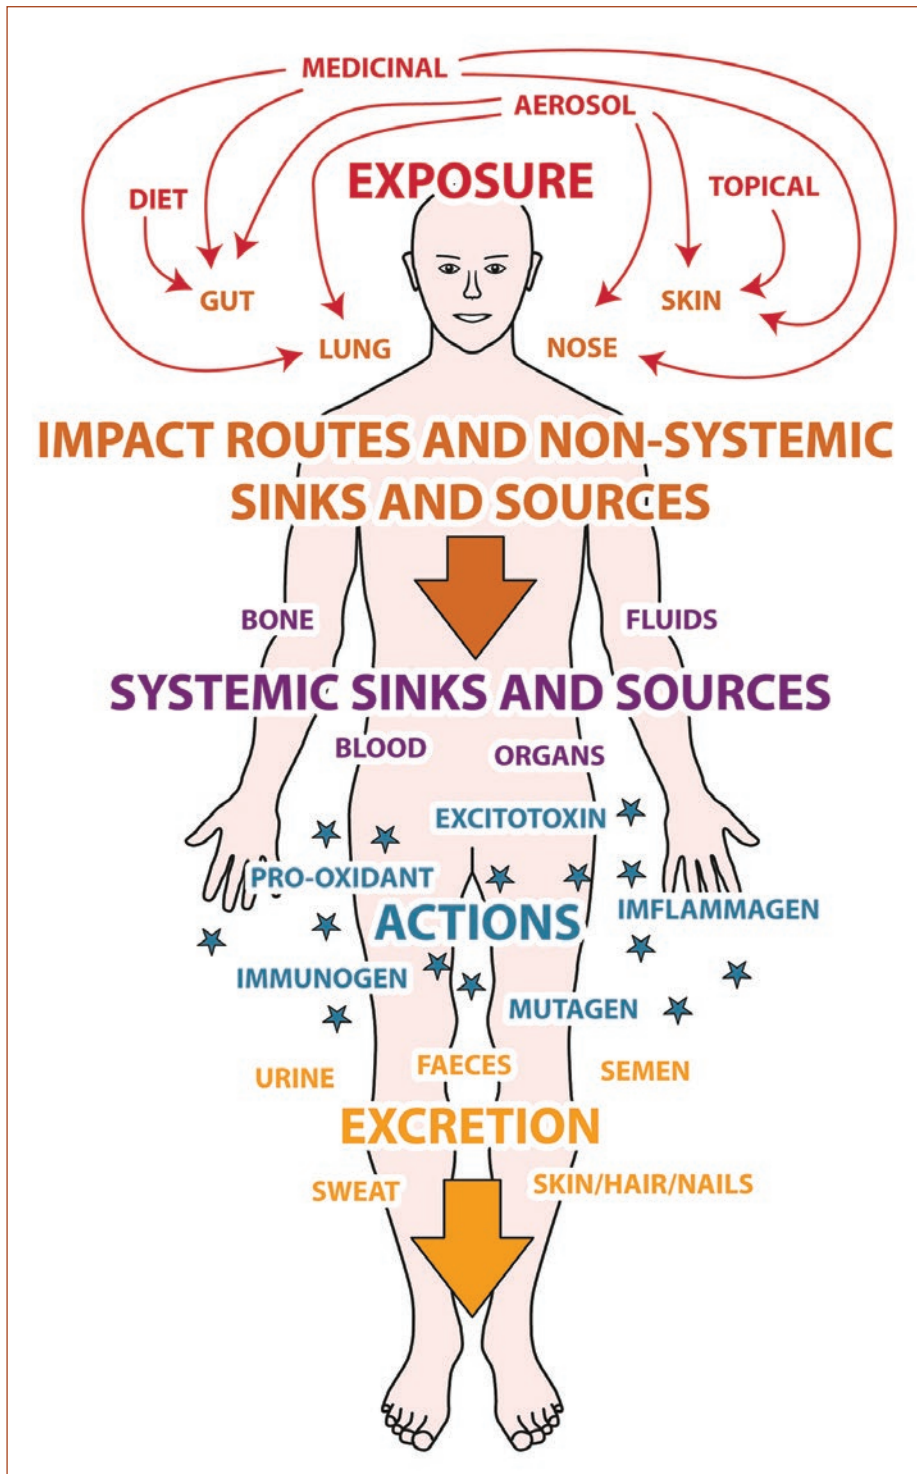 MEDICINAL
AEROSOL
EXPOSURE
DIET
TOPICAL
GUT
SKIN
LUNG
NOSE
IMPACT ROUTES AND NON-SYSTEMIC
SINKS AND SOURCES
BONE
FLUIDS
SYSTEMIC SINKS AND SOURCES
BLOOD
ORGANS
EXCITOTOXIN
PRO-OXIDANT
ACTIONS
IMFLAMMAGEN
IMMUNOGEN
MUTAGEN
URINE
FAECES
SEMEN
EXCRETION
SWEAT
SKIN/HAIR/NAILS